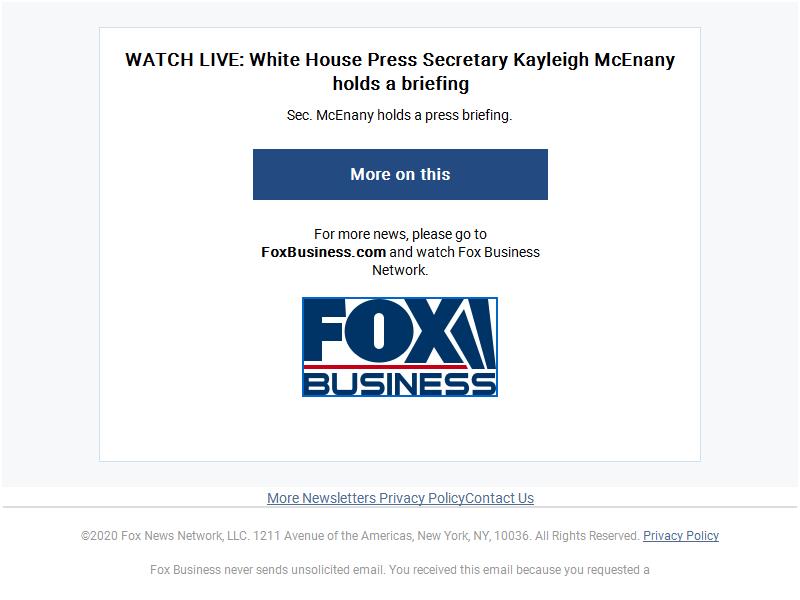 WATCH LIVE: White House Press Secretary Kayleigh McEnany
holds a briefing
Sec. McEnany holds a press briefing.
More on this
For more news, please go to
FoxBusiness.com and watch Fox Business
Network.
FOX
BUSINESS
More Newsletters Privacy PolicyContact Us
©2020 Fox News Network, LLC. 1211 Avenue of the Americas, New York, NY, 10036. All Rights Reserved. Privacy Policy
Fox Business never sends unsolicited email. You received this email because you requested a